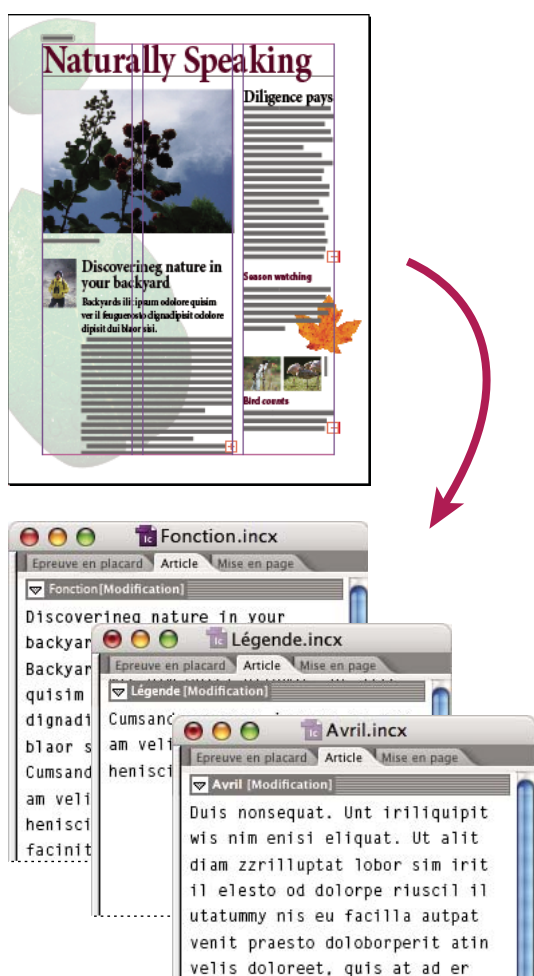 Naturally Speaking
Diligence pays
Discoverineg nature in
your backyard
Backyards ilit ipsum odolore quisim
ver il feuguerosto dignadipisit odolore
dipisit dui blaor sisi.
Season watching
Bird counts
Fonction.incx
Epreuve en placard Article Mise en page
Fonction[Modification]
Discoverineg nature in your
backyar
Backyar
quisim
dignadi
blaor s
Cumsand
am veli
henisci
facinit
Légende.incx
Epreuve en placard Article Mise en page
Légende [Modification]
Cumsand
am veli
henisci
Avril.incx
Epreuve en placard Article Mise en page
Avril [Modification]
Duis nonsequat. Unt iriliquipit
wis nim enisi eliquat. Ut alit
diam zzrilluptat lobor sim irit
il elesto od dolorpe riuscil il
utatummy nis eu facilla autpat
venit praesto doloborperit atin
velis doloreet, quis at ad er